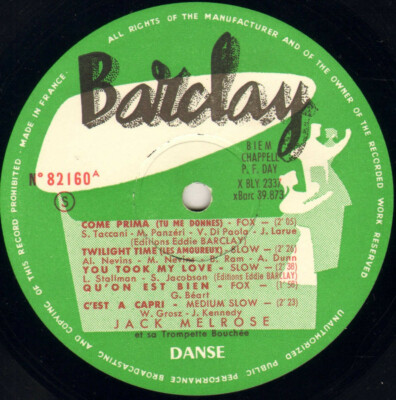 ALL RIGHTS OF THE MANUFACTURER AND OF THE OWNER OF THE RECORDED WORK RESERVED
UNAUTHORIZED PUBLIC PERFORMANCE BROADCASTING AND COPYING OF THIS RECORD PROHIBITED · MADE IN FRANCE ·
Barclay
BIEM
CHAPPELL
P. F. DAY
N° 82160 A
X BLY 233
xBarc 39.873
S
COME PRIMA (TU ME DONNES) - FOX - (2'05)
S. Taccani - M. Panzéri - V. Di Paola - J. Larue
(Editions Eddie BARCLAY)
TWILIGHT TIME (LES AMOUREUX) - SLOW - (2'26)
Al. Nevins - M. Nevins - B. Ram - A. Dunn
YOU TOOK MY LOVE - SLOW - (2'38)
L. Stallman - S. Jacobson (Editions Eddie BARCLAY)
QU'ON EST BIEN - FOX - (1'56)
G. Béart
C'EST A CAPRI - MEDIUM SLOW - (2'23)
W. Grosz - J. Kennedy
JACK MELROSE
et sa Trompette Bouchée
DANSE